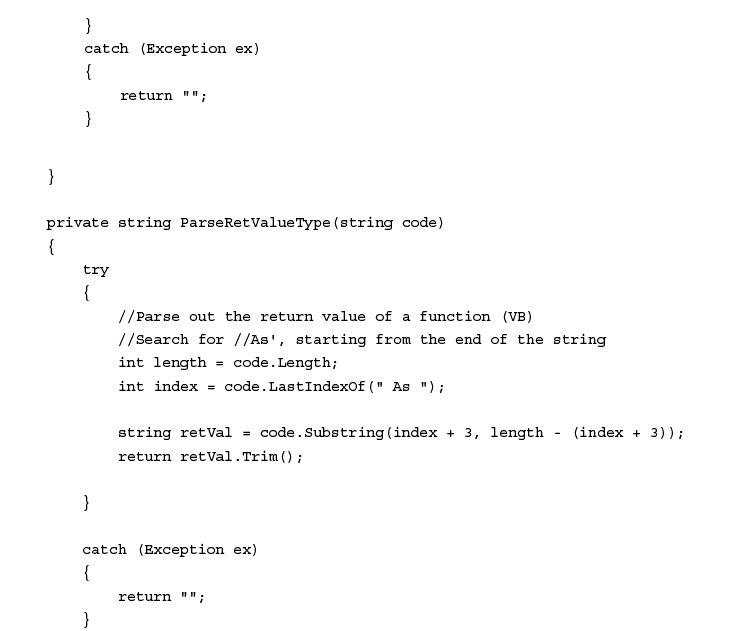 }
catch (Exception ex)
{
return "";
}
}
private string ParseRetValueType(string code)
{
try
{
//Parse out the return value of a function (VB)
//Search for //As', starting from the end of the string
int length = code.Length;
int index = code.LastIndexOf(" As ");
string retVal = code.Substring(index + 3, length - (index + 3));
return retVal.Trim();
}
catch (Exception ex)
{
return "";
}